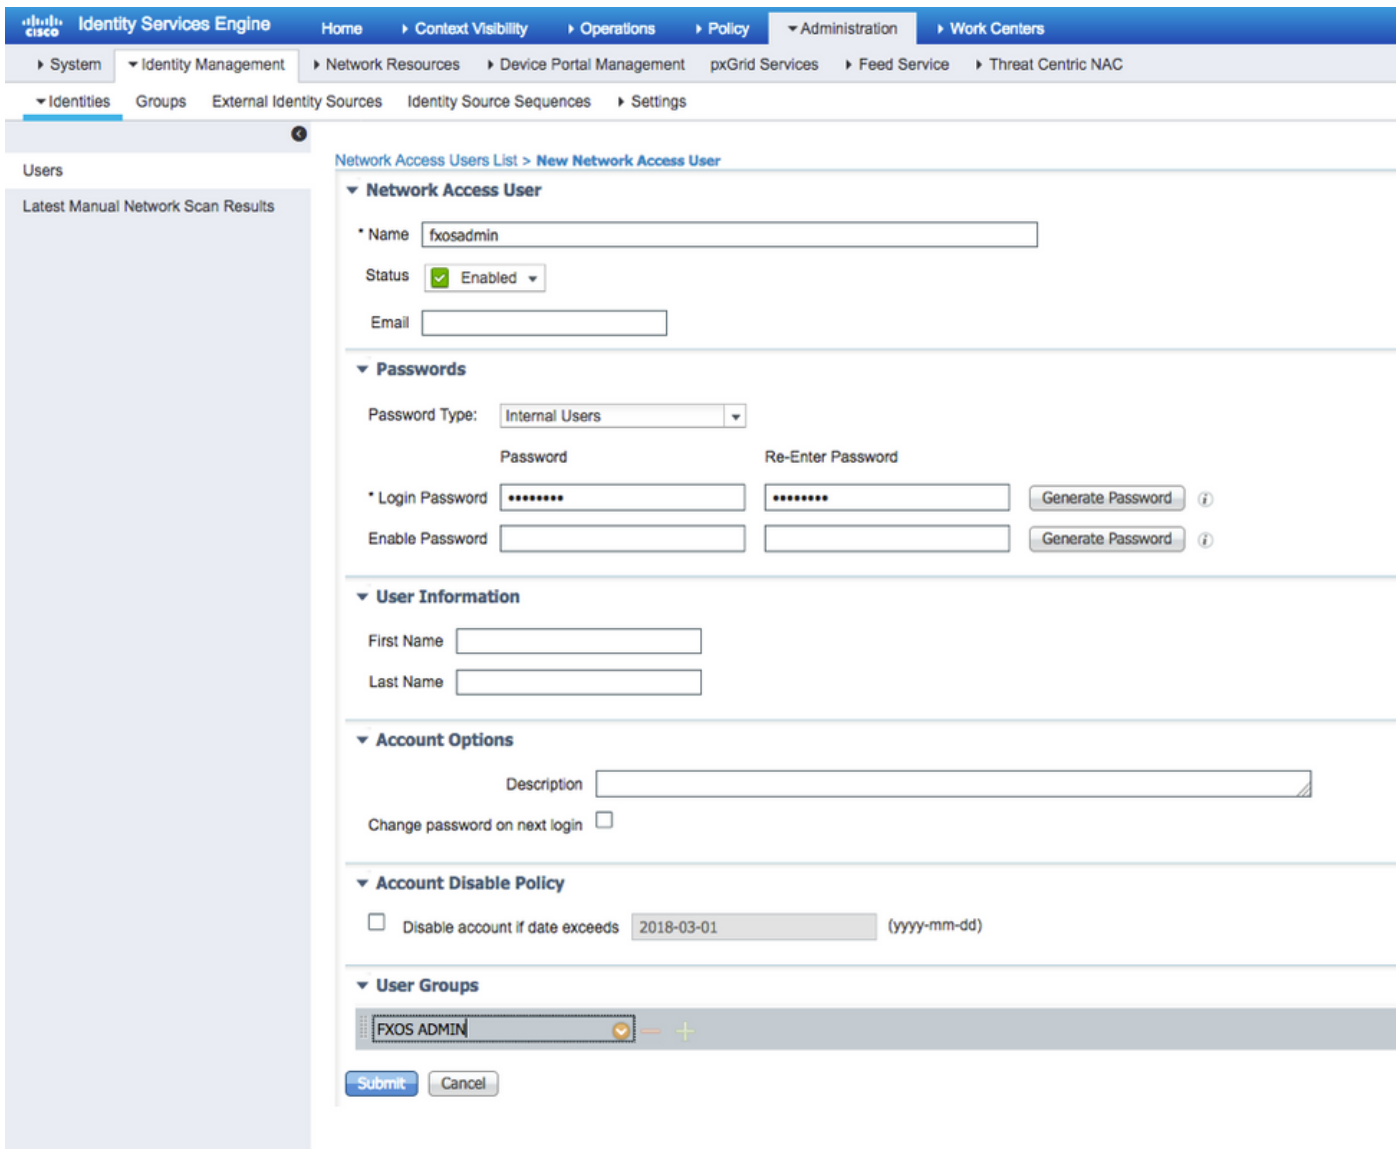 cisco Identity Services Engine Home Context Visibility Operations Policy Administration Work Centers
System Identity Management Network Resources Device Portal Management pxGrid Services Feed Service Threat Centric NAC
Identities Groups External Identity Sources Identity Source Sequences Settings
Users
Latest Manual Network Scan Results
Network Access Users List > New Network Access User
Network Access User
* Name fxosadmin
Status Enabled
Email
Passwords
Password Type: Internal Users
Password Re-Enter Password
* Login Password •••••••• •••••••• Generate Password i
Enable Password Generate Password i
User Information
First Name
Last Name
Account Options
Description
Change password on next login
Account Disable Policy
Disable account if date exceeds 2018-03-01 (yyyy-mm-dd)
User Groups
FXOS ADMIN
Submit Cancel